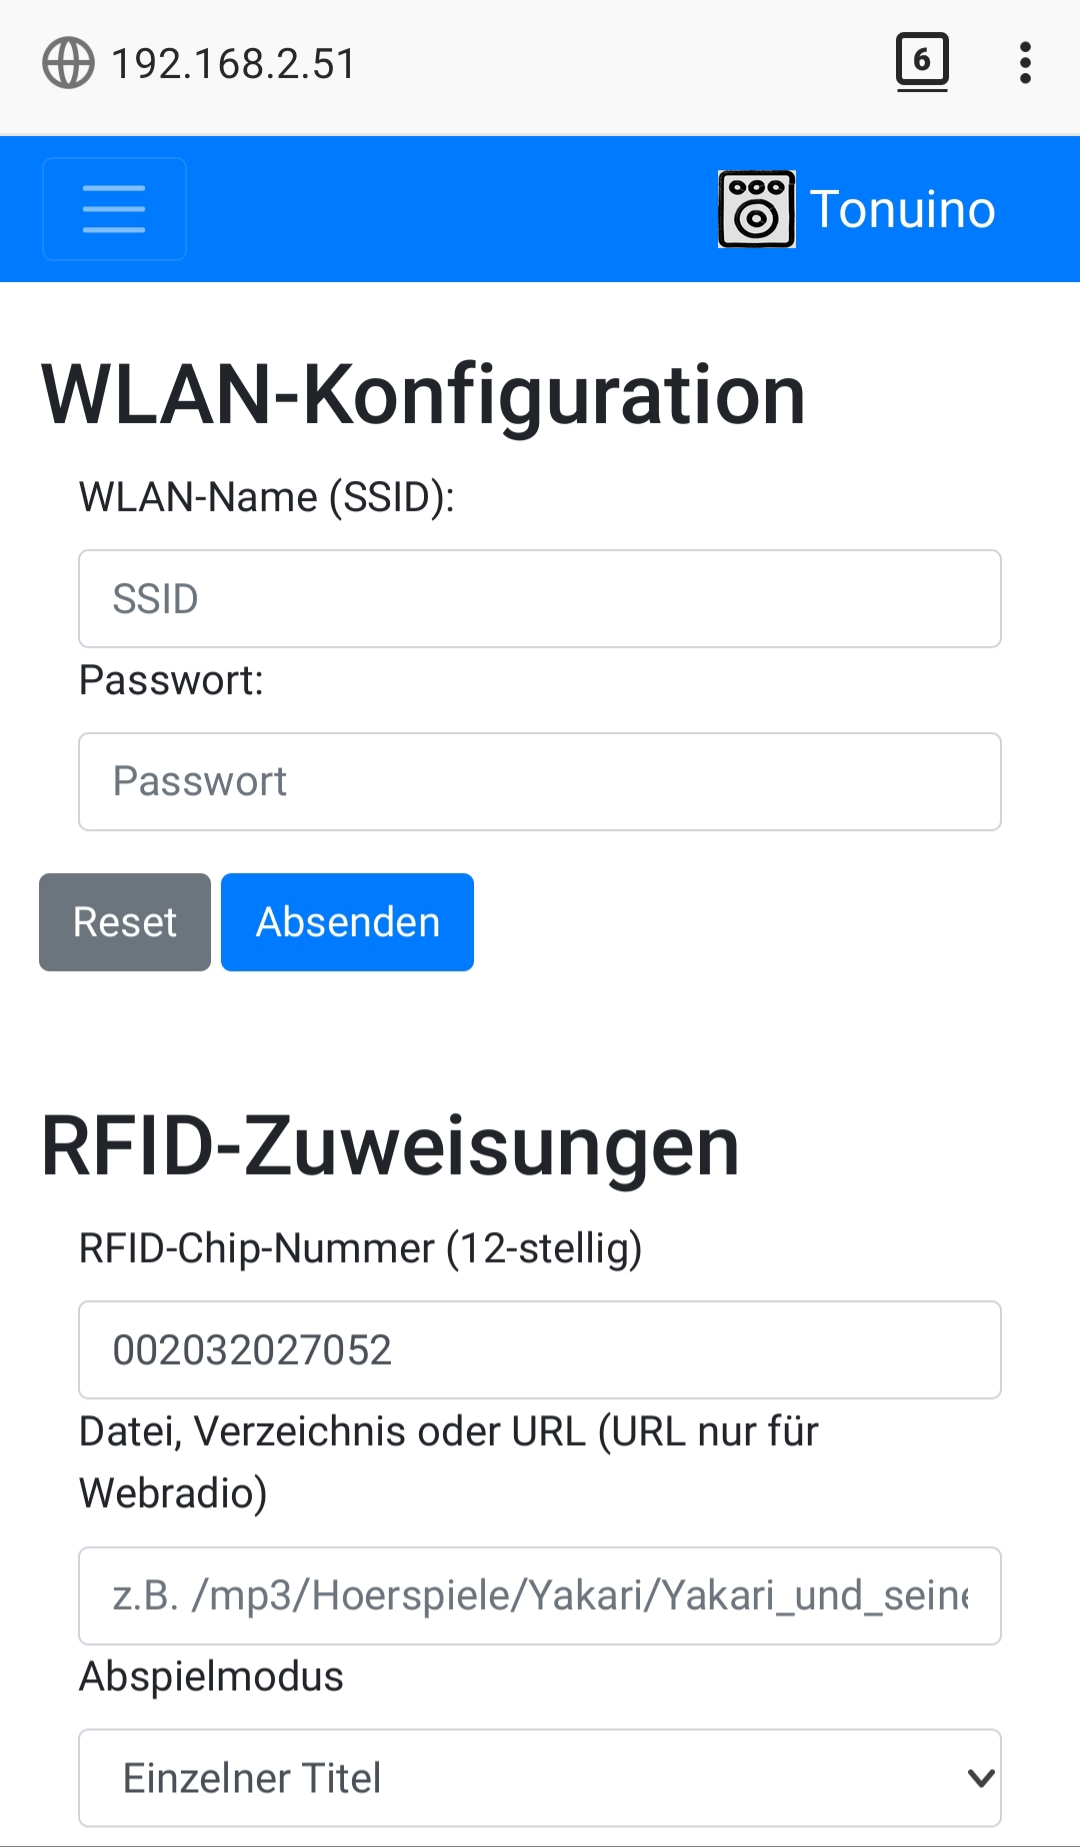 192.168.2.51
6
Tonuino
WLAN-Konfiguration
WLAN-Name (SSID):
SSID
Passwort:
Passwort
Reset Absenden
RFID-Zuweisungen
RFID-Chip-Nummer (12-stellig)
002032027052
Datei, Verzeichnis oder URL (URL nur für
Webradio)
z.B. /mp3/Hoerspiele/Yakari/Yakari_und_seine
Abspielmodus
Einzelner Titel